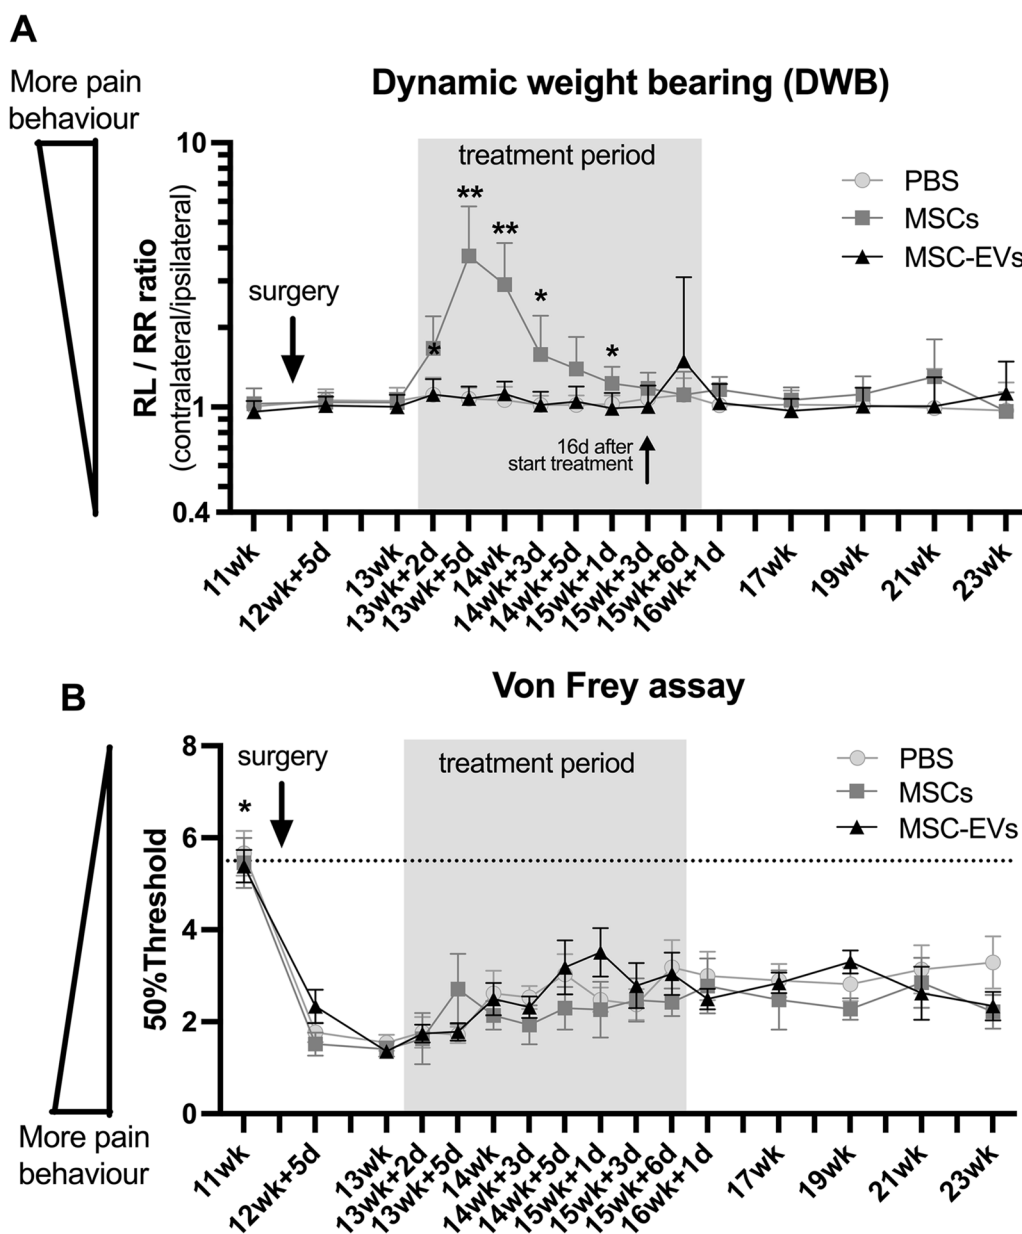 A
More pain
behaviour
Dynamic weight bearing (DWB)
RL / RR ratio
(contralateral/ipsilateral)
10
1
0.4
treatment period
surgery
**
**
*
*
*
16d after
start treatment
PBS
MSCs
MSC-EVs
11wk
12wk+5d
13wk
13wk+2d
13wk+5d
14wk
14wk+3d
14wk+5d
15wk+1d
15wk+3d
15wk+6d
16wk+1d
17wk
19wk
21wk
23wk
B
Von Frey assay
50%Threshold
8
6
4
2
0
surgery
*
treatment period
PBS
MSCs
MSC-EVs
More pain
behaviour
11wk
12wk+5d
13wk
13wk+2d
13wk+5d
14wk
14wk+3d
14wk+5d
15wk+1d
15wk+3d
15wk+6d
16wk+1d
17wk
19wk
21wk
23wk